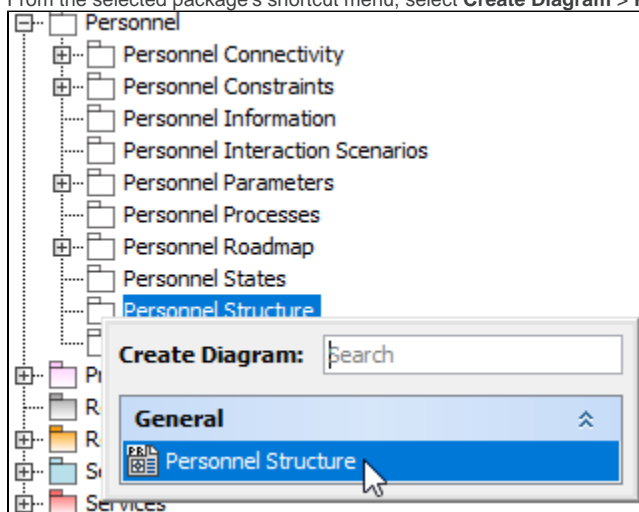 From the selected package's shortcut menu, select Create Diagram >
Personnel
Personnel Connectivity
Personnel Constraints
Personnel Information
Personnel Interaction Scenarios
Personnel Parameters
Personnel Processes
Personnel Roadmap
Personnel States
Personnel Structure
Create Diagram: Search
General
Personnel Structure
Services